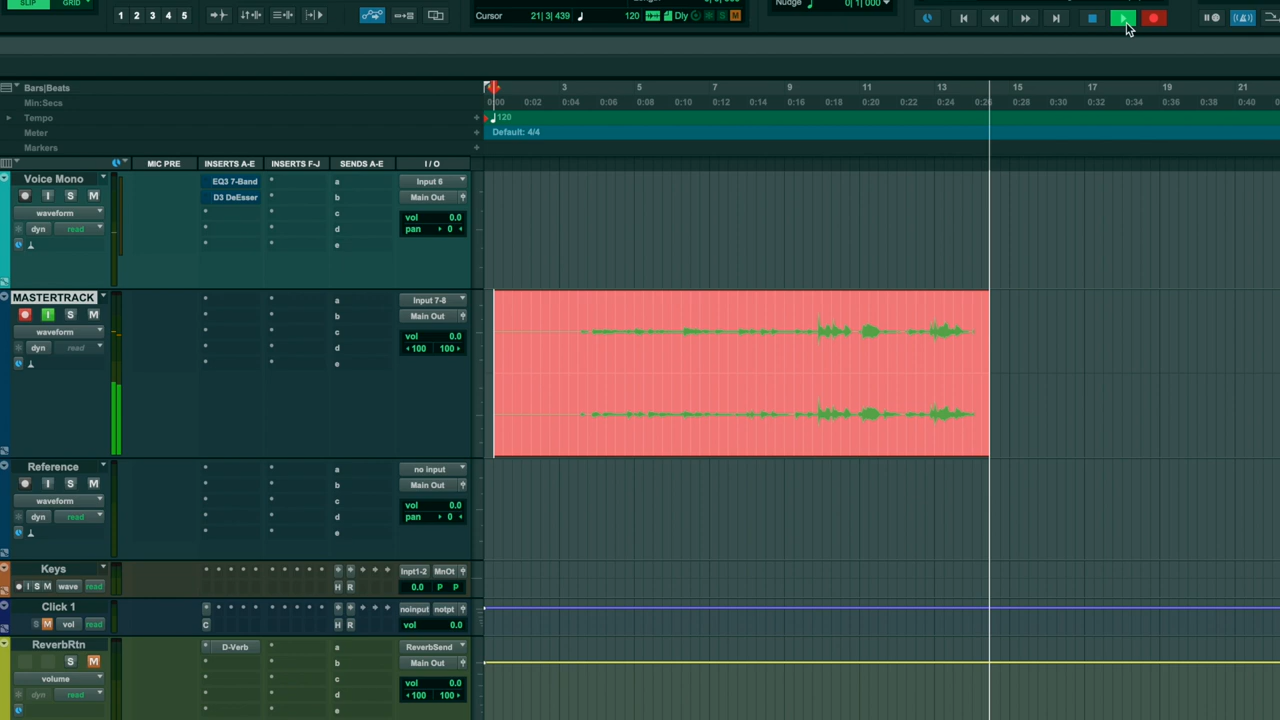 SLIP GRID
1 2 3 4 5
Cursor 21| 3| 439 120 Dly M
Nudge 0| 1| 000
Bars|Beats 3 5 7 9 11 13 15 17 19 21
Min:Secs 0:00 0:02 0:04 0:06 0:08 0:10 0:12 0:14 0:16 0:18 0:20 0:22 0:24 0:26 0:28 0:30 0:32 0:34 0:36 0:38 0:40
Tempo 120
Meter Default: 4/4
Markers
MIC PRE INSERTS A-E INSERTS F-J SENDS A-E I / O
Voice Mono EQ3 7-Band a Input 6
I S M D3 DeEsser b Main Out
waveform c vol 0.0
dyn read d pan 0
e
MASTERTRACK a Input 7-8
I S M b Main Out
waveform c vol 0.0
dyn read d 100 100
e
Reference a no input
I S M b Main Out
waveform c vol 0.0
dyn read d pan 0
e
Keys Inpt1-2 MnOt
I S M wave read H R 0.0 P P
Click 1 noinput notpt
S M vol read C H R vol 0.0
ReverbRtn D-Verb a ReverbSend
S M b Main Out
volume c vol 0.0
dyn read d 100 100
e